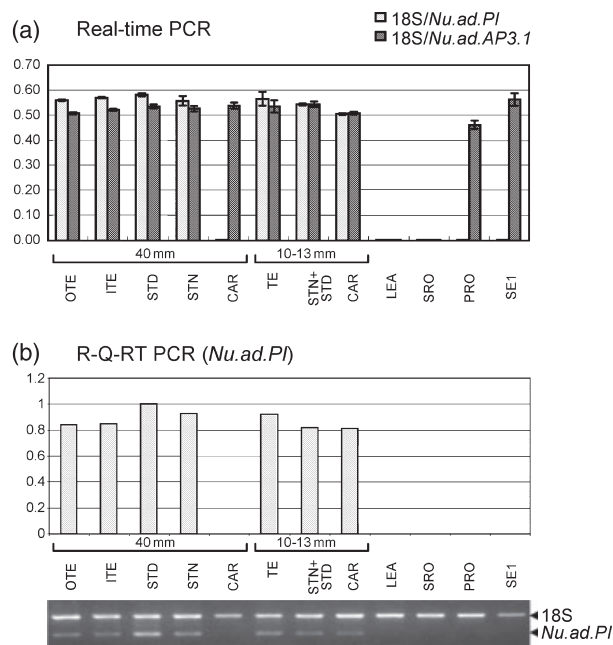 (a) Real-time PCR
18S/Nu.ad.PI
18S/Nu.ad.AP3.1
0.70
0.60
0.50
0.40
0.30
0.20
0.10
0.00
40 mm
10-13 mm
OTE
ITE
STD
STN
CAR
TE
STN+
STD
CAR
LEA
SRO
PRO
SE1
(b) R-Q-RT PCR (Nu.ad.PI)
1.2
1
0.8
0.6
0.4
0.2
0
40 mm
10-13 mm
OTE
ITE
STD
STN
CAR
TE
STN+
STD
CAR
LEA
SRO
PRO
SE1
18S
Nu.ad.PI